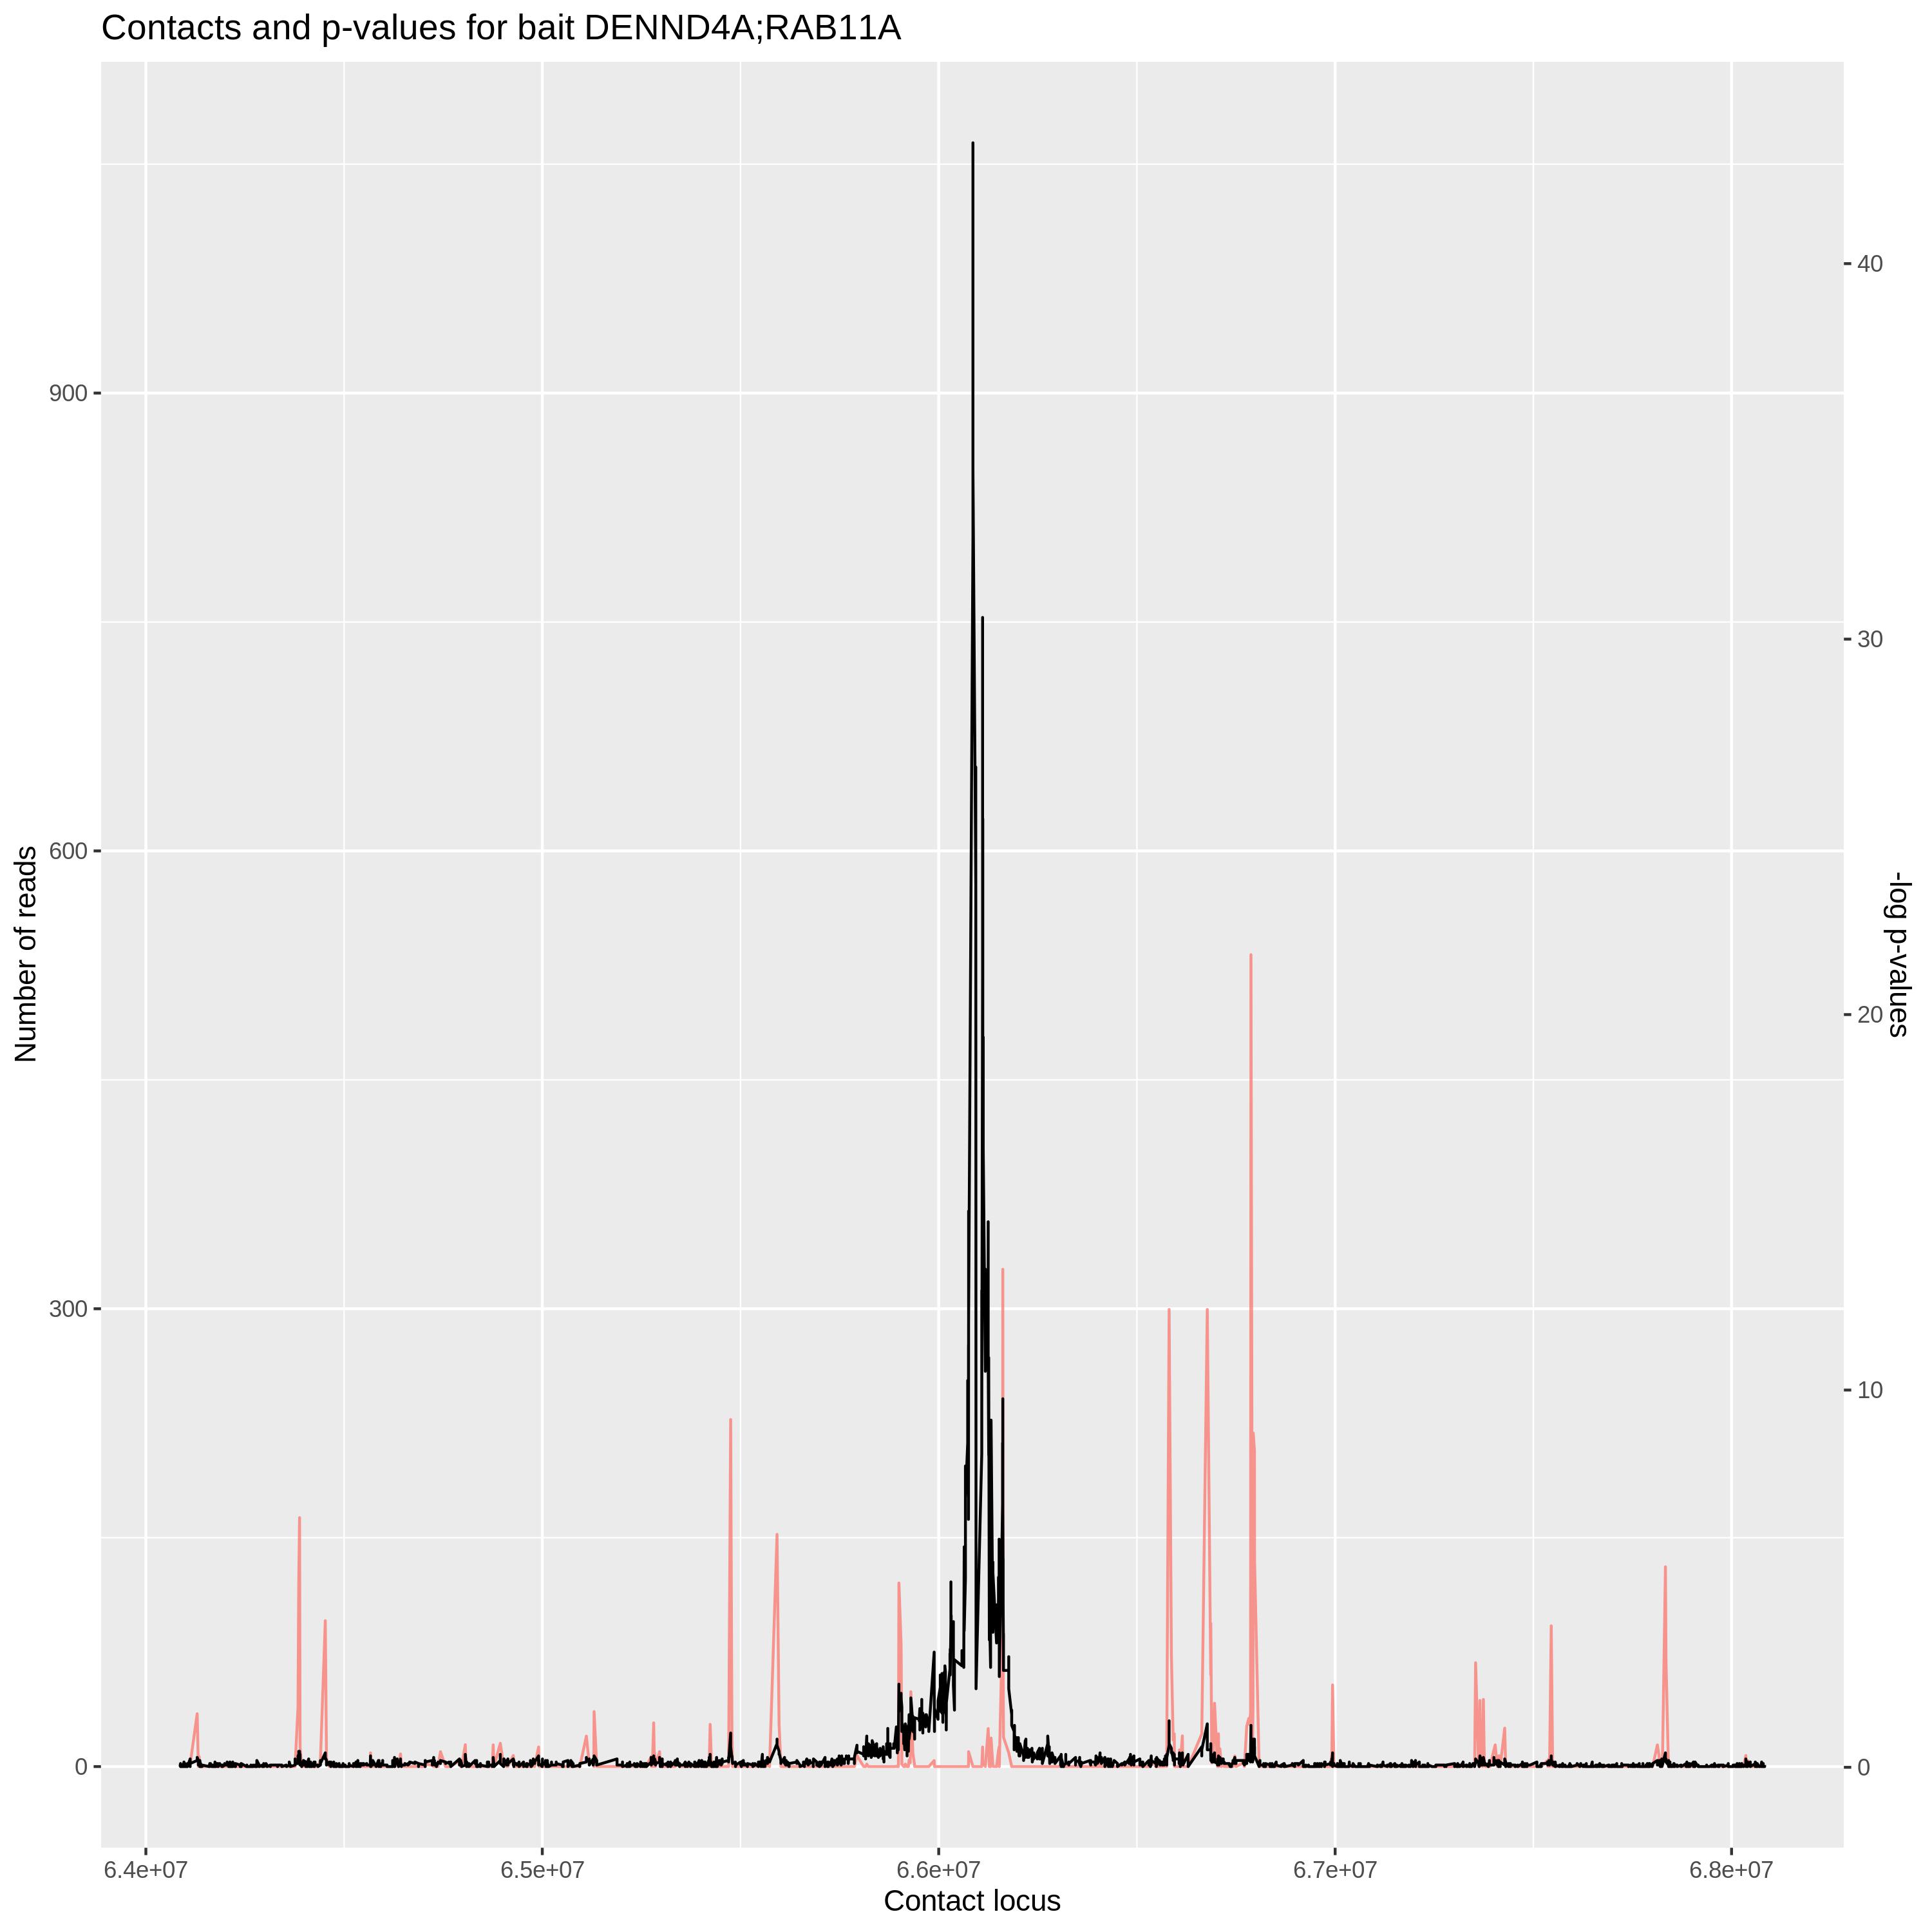 Contacts and p-values for bait DENND4A;RAB11A
Number of reads
900
600
300
0
40
30
20
10
0
-log p-values
6.4e+07
6.5e+07
6.6e+07
6.7e+07
6.8e+07
Contact locus